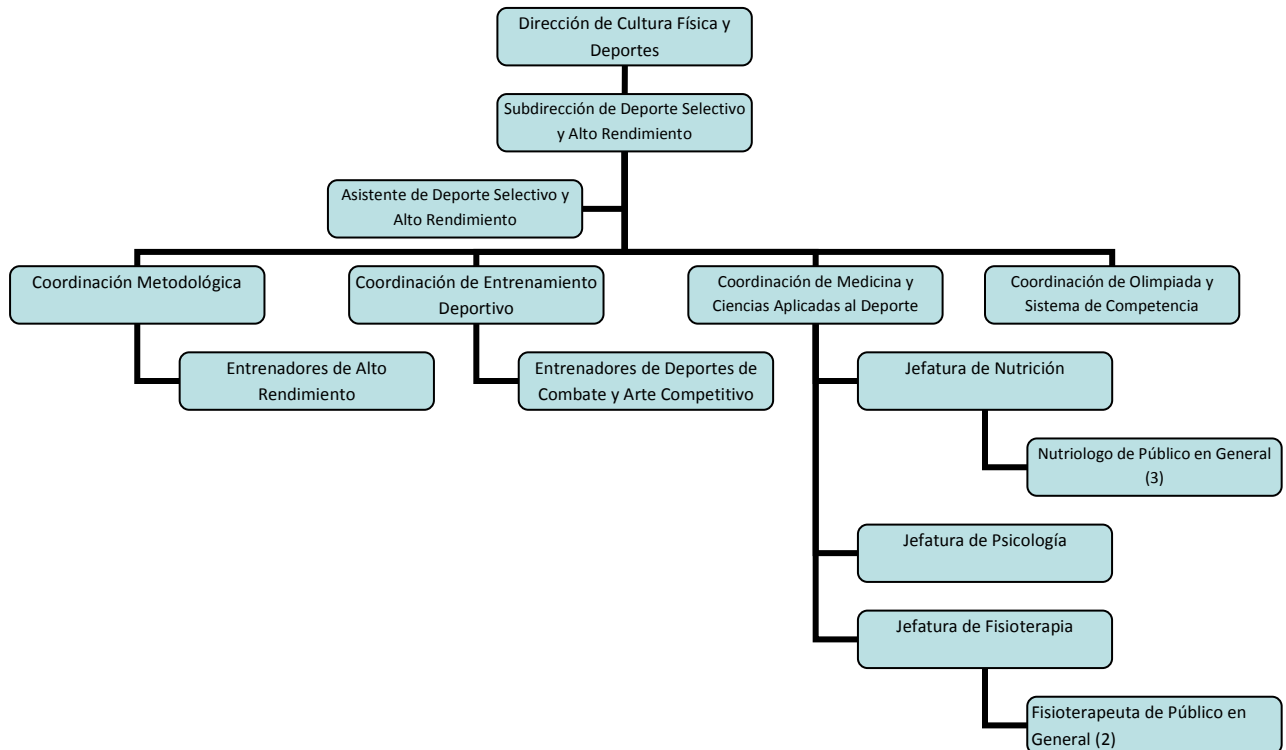 Dirección de Cultura Física y
Deportes
Subdirección de Deporte Selectivo
y Alto Rendimiento
Asistente de Deporte Selectivo y
Alto Rendimiento
Coordinación Metodológica
Coordinación de Entrenamiento
Deportivo
Coordinación de Medicina y
Ciencias Aplicadas al Deporte
Coordinación de Olimpiada y
Sistema de Competencia
Entrenadores de Alto
Rendimiento
Entrenadores de Deportes de
Combate y Arte Competitivo
Jefatura de Nutrición
Nutriologo de Público en General
(3)
Jefatura de Psicología
Jefatura de Fisioterapia
Fisioterapeuta de Público en
General (2)